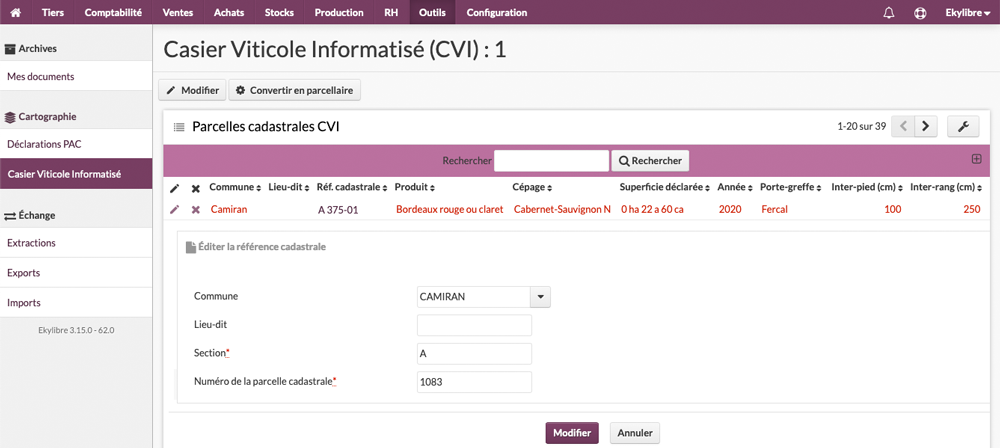 Tiers Comptabilité Ventes Achats Stocks Production RH Outils Configuration Ekylibre
Archives
Mes documents
Cartographie
Déclarations PAC
Casier Viticole Informatisé
Échange
Extractions
Exports
Imports
Ekylibre 3.15.0 - 62.0
Casier Viticole Informatisé (CVI) : 1
Modifier Convertir en parcellaire
Parcelles cadastrales CVI 1-20 sur 39
Rechercher Rechercher
Commune Lieu-dit Réf. cadastrale Produit Cépage Superficie déclarée Année Porte-greffe Inter-pied (cm) Inter-rang (cm)
Camiran A 375-01 Bordeaux rouge ou claret Cabernet-Sauvignon N 0 ha 22 a 60 ca 2020 Fercal 100 250
Éditer la référence cadastrale
Commune CAMIRAN
Lieu-dit
Section* A
Numéro de la parcelle cadastrale* 1083
Modifier Annuler